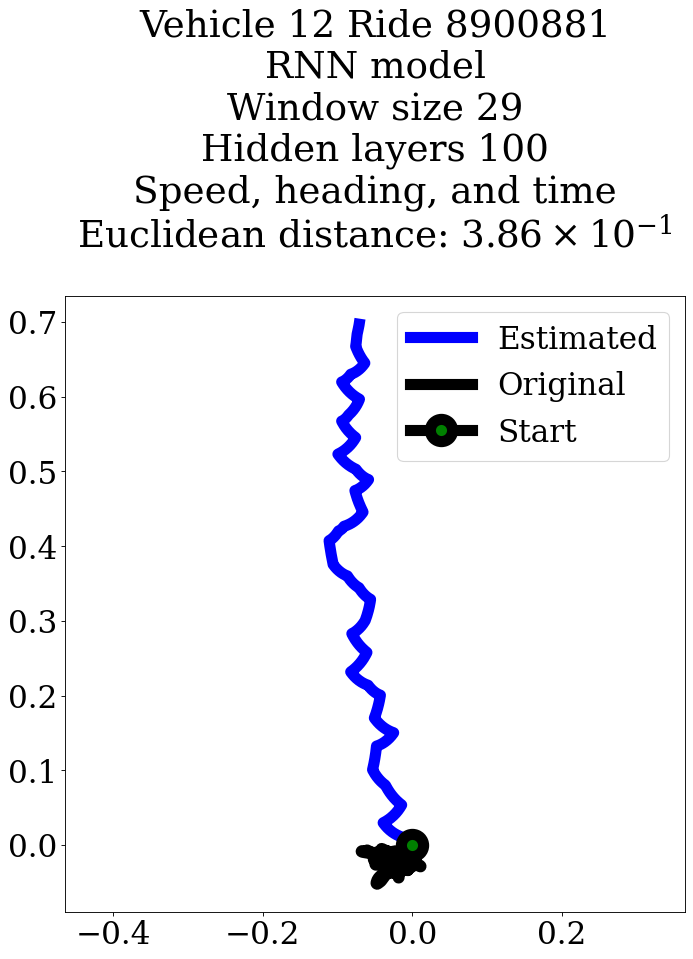 Vehicle 12 Ride 8900881
RNN model
Window size 29
Hidden layers 100
Speed, heading, and time
Euclidean distance: 3.86 × 10⁻¹
Estimated
Original
Start
0.7
0.6
0.5
0.4
0.3
0.2
0.1
0.0
−0.4 −0.2 0.0 0.2